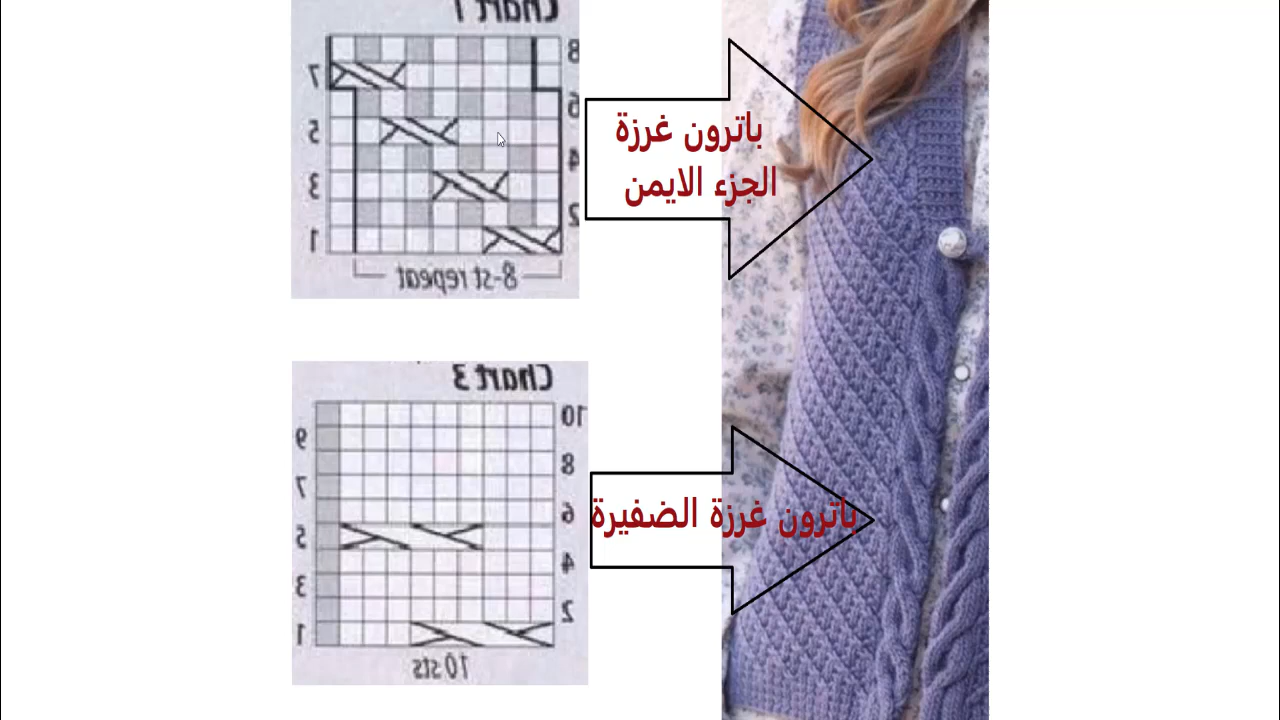 Chart 1
8
7
6
5
4
3
2
1
8-st repeat
باترون غرزة
الجزء الايمن
Chart 3
10
9
8
7
6
5
4
3
2
1
10 sts
باترون غرزة الضفيرة